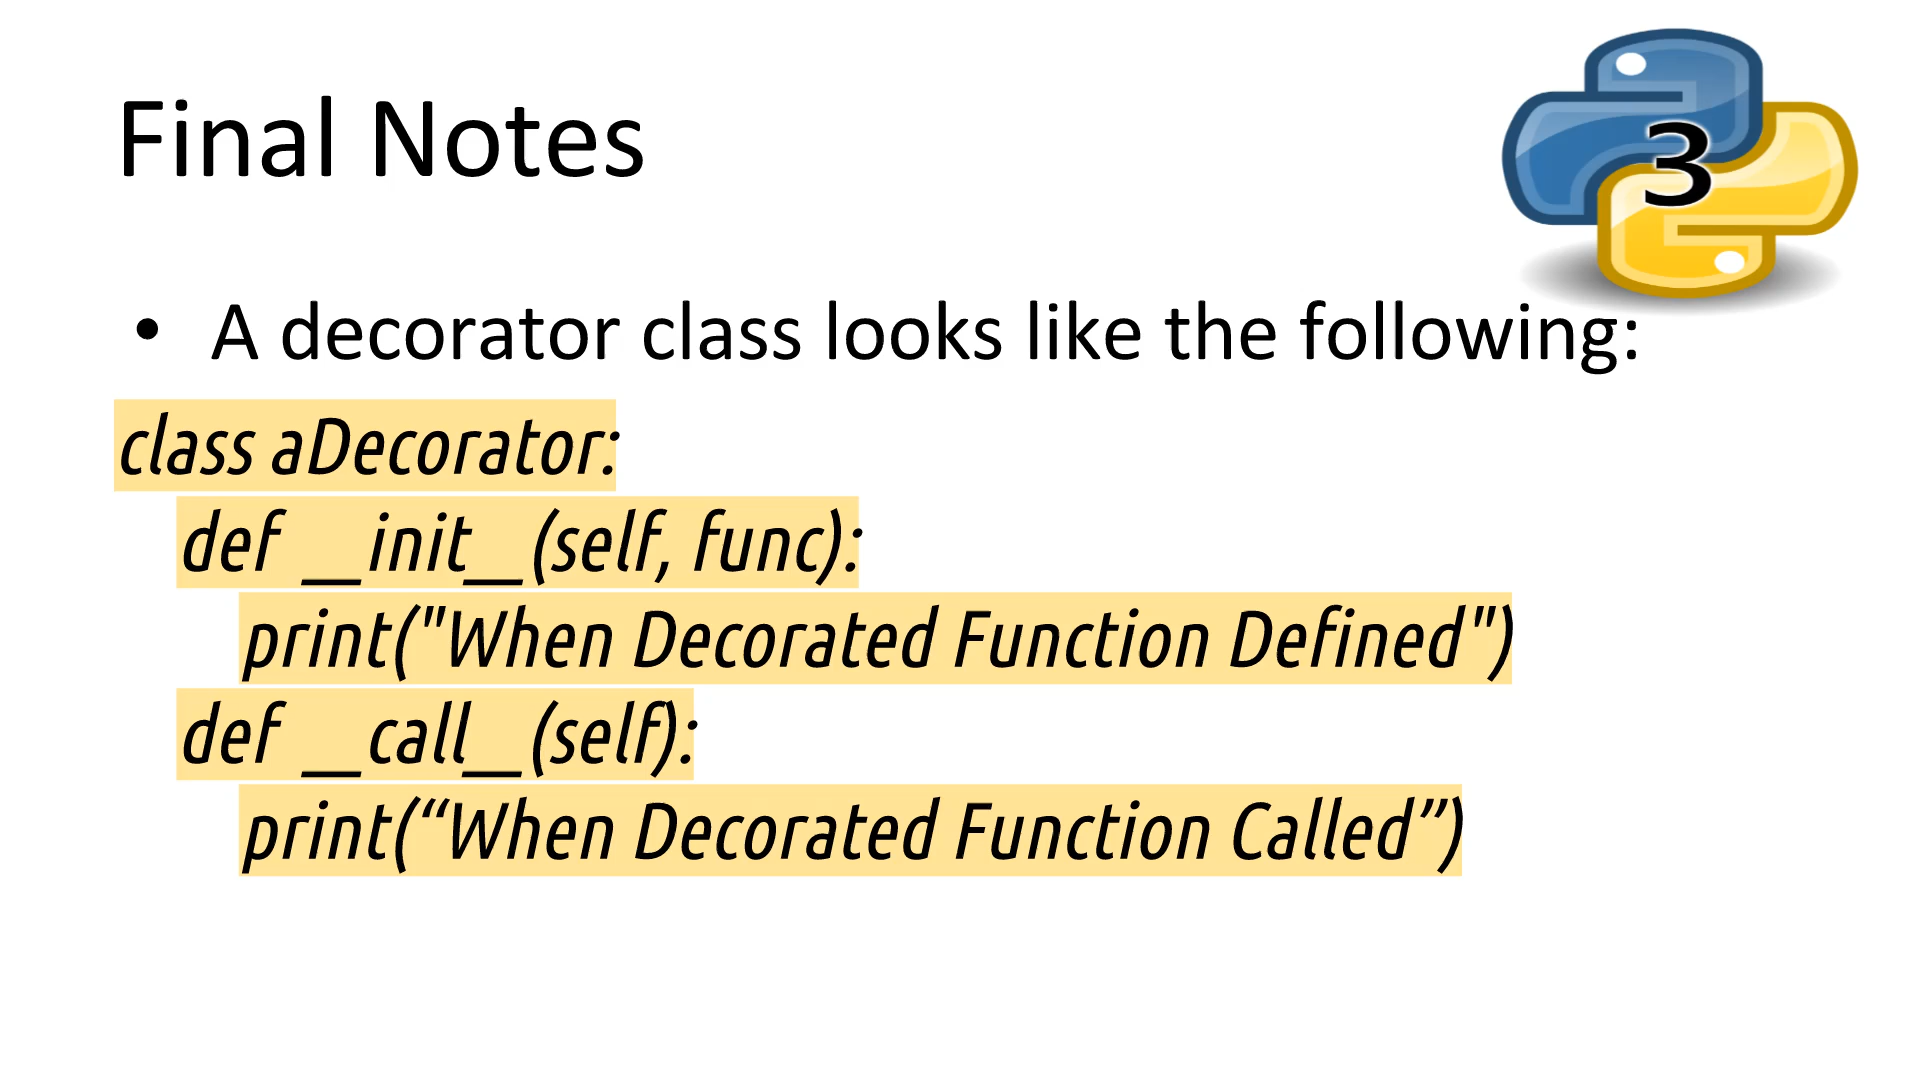 Final Notes
3
• A decorator class looks like the following:
class aDecorator:
def __init__(self, func):
print("When Decorated Function Defined")
def __call__(self):
print(“When Decorated Function Called”)